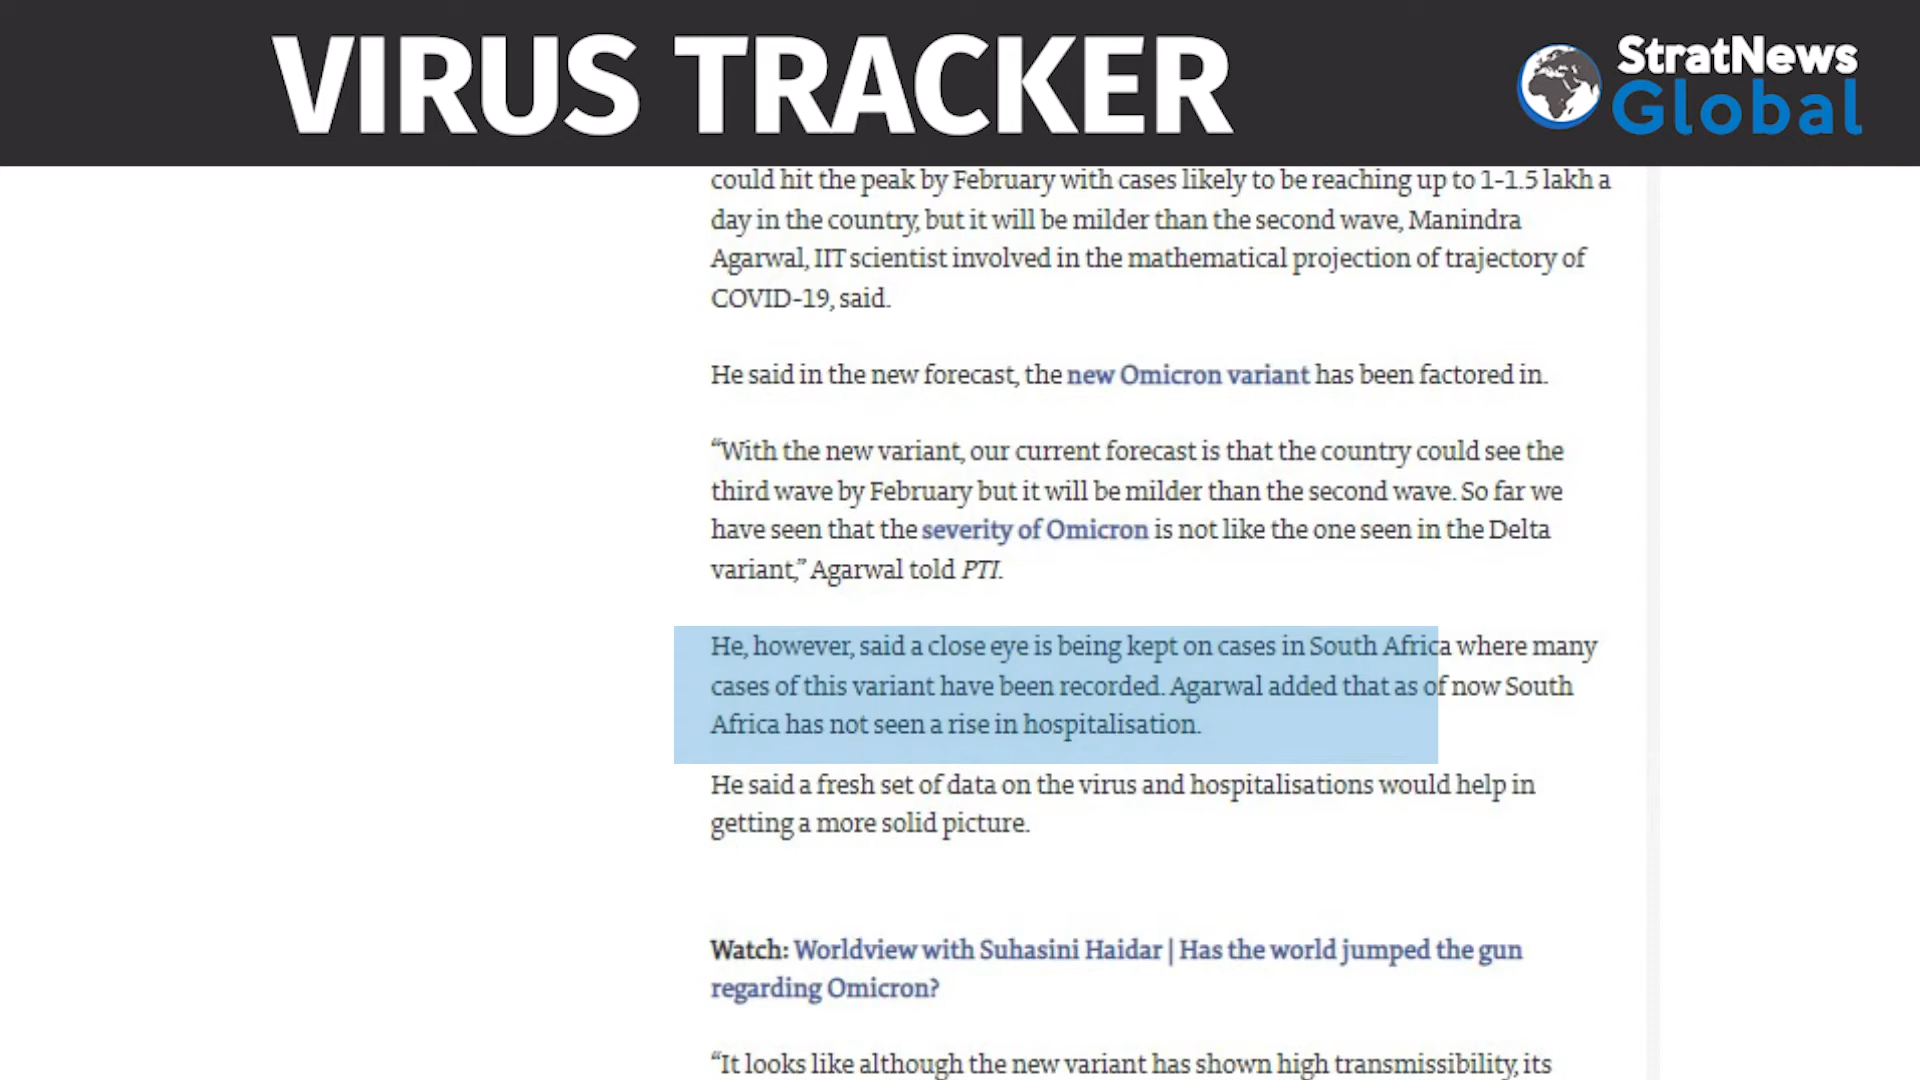 VIRUS TRACKER
StratNews
Global
could hit the peak by February with cases likely to be reaching up to 1-1.5 lakh a
day in the country, but it will be milder than the second wave, Manindra
Agarwal, IIT scientist involved in the mathematical projection of trajectory of
COVID-19, said.
He said in the new forecast, the new Omicron variant has been factored in.
“With the new variant, our current forecast is that the country could see the
third wave by February but it will be milder than the second wave. So far we
have seen that the severity of Omicron is not like the one seen in the Delta
variant,” Agarwal told PTI.
He, however, said a close eye is being kept on cases in South Africa where many
cases of this variant have been recorded. Agarwal added that as of now South
Africa has not seen a rise in hospitalisation.
He said a fresh set of data on the virus and hospitalisations would help in
getting a more solid picture.
Watch: Worldview with Suhasini Haidar | Has the world jumped the gun
regarding Omicron?
“It looks like although the new variant has shown high transmissibility, its